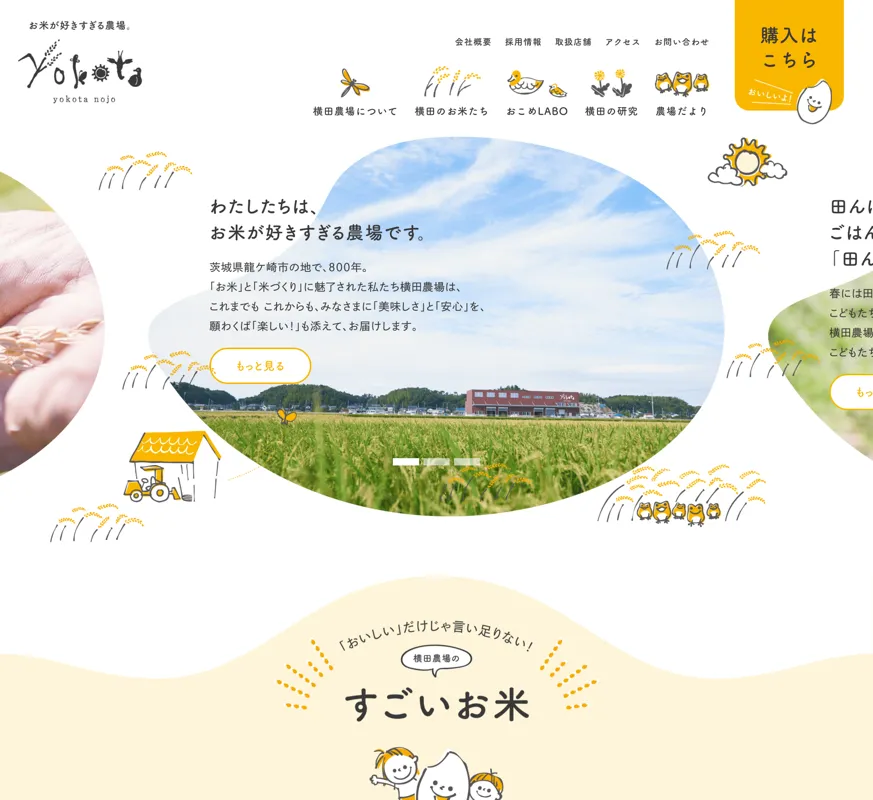 お米が好きすぎる農場。
Yokota
yokota nojo
会社概要 採用情報 取扱店舗 アクセス お問い合わせ
横田農場について 横田のお米たち おこめLABO 横田の研究 農場だより
購入は
こちら
おいしいよ!
わたしたちは、
お米が好きすぎる農場です。
茨城県龍ケ崎市の地で、800年。
「お米」と「米づくり」に魅了された私たち横田農場は、
これまでも これからも、みなさまに「美味しさ」と「安心」を、
願わくば「楽しい!」も添えて、お届けします。
もっと見る
Yokota
田んぼ
ごはん
「田ん
春には田
こどもたち
横田農場
こどもた
もっ
「おいしい」だけじゃ言い足りない!
横田農場の
すごいお米